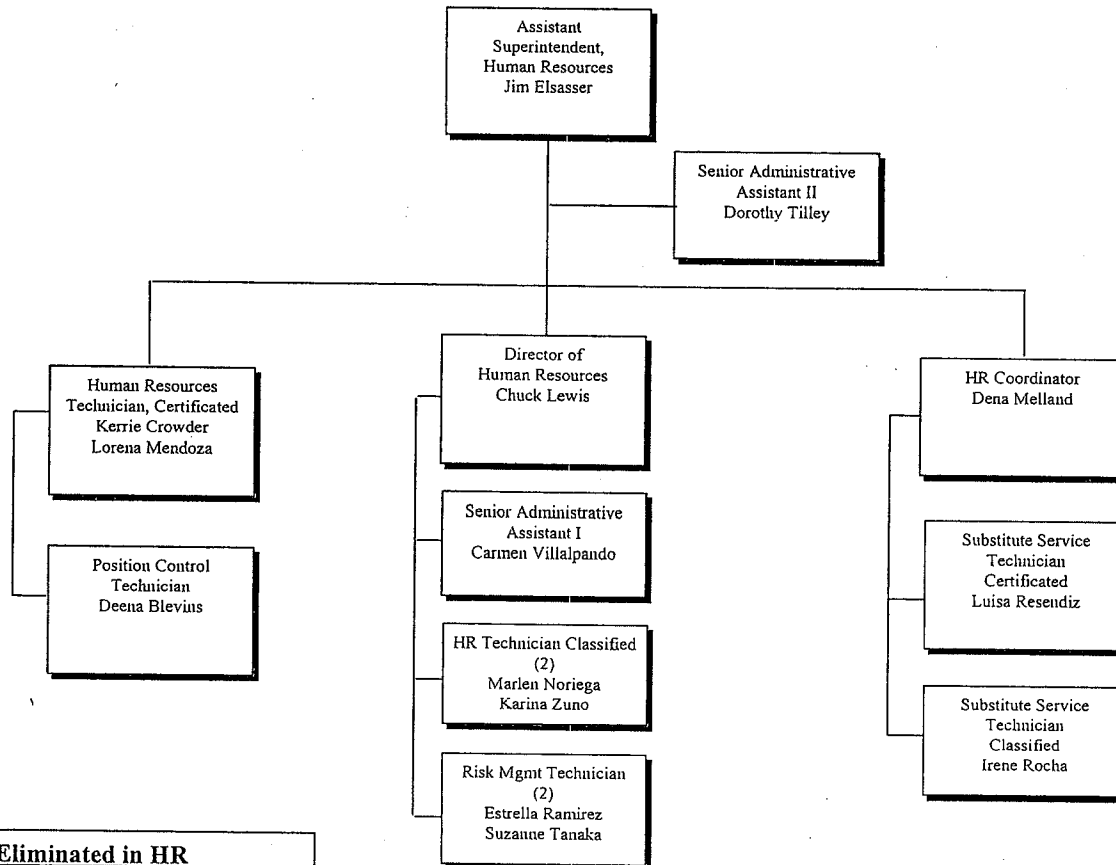 Assistant
Superintendent,
Human Resources
Jim Elsasser
Senior Administrative
Assistant II
Dorothy Tilley
Human Resources
Technician, Certificated
Kerrie Crowder
Lorena Mendoza
Position Control
Technician
Deena Blevins
Director of
Human Resources
Chuck Lewis
Senior Administrative
Assistant I
Carmen Villalpando
HR Technician Classified
(2)
Marlen Noriega
Karina Zuno
Risk Mgmt Technician
(2)
Estrella Ramirez
Suzanne Tanaka
HR Coordinator
Dena Melland
Substitute Service
Technician
Certificated
Luisa Resendiz
Substitute Service
Technician
Classified
Irene Rocha
Eliminated in HR